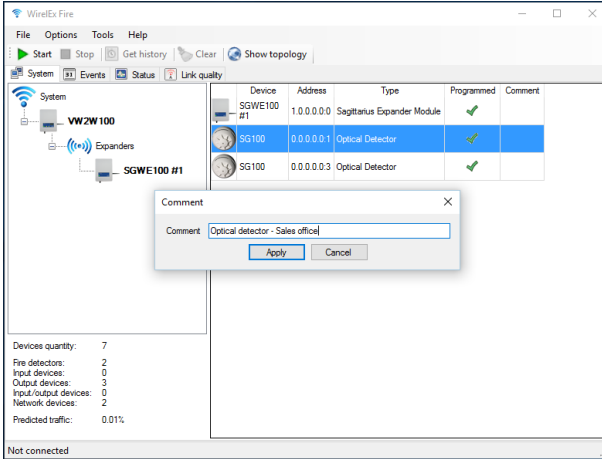 WirelEx Fire
File Options Tools Help
Start Stop Get history Clear Show topology
System Events Status Link quality
System
VW2W100
Expanders
SGWE100 #1
Device Address Type Programmed Comment
SGWE100 #1 1.0.0.0.0:0 Sagittarius Expander Module
SG100 0.0.0.0.0:1 Optical Detector
SG100 0.0.0.0.0:3 Optical Detector
Comment
Comment Optical detector - Sales office
Apply Cancel
Devices quantity: 7
Fire detectors: 2
Input devices: 0
Output devices: 3
Input/output devices: 0
Network devices: 2
Predicted traffic: 0.01%
Not connected